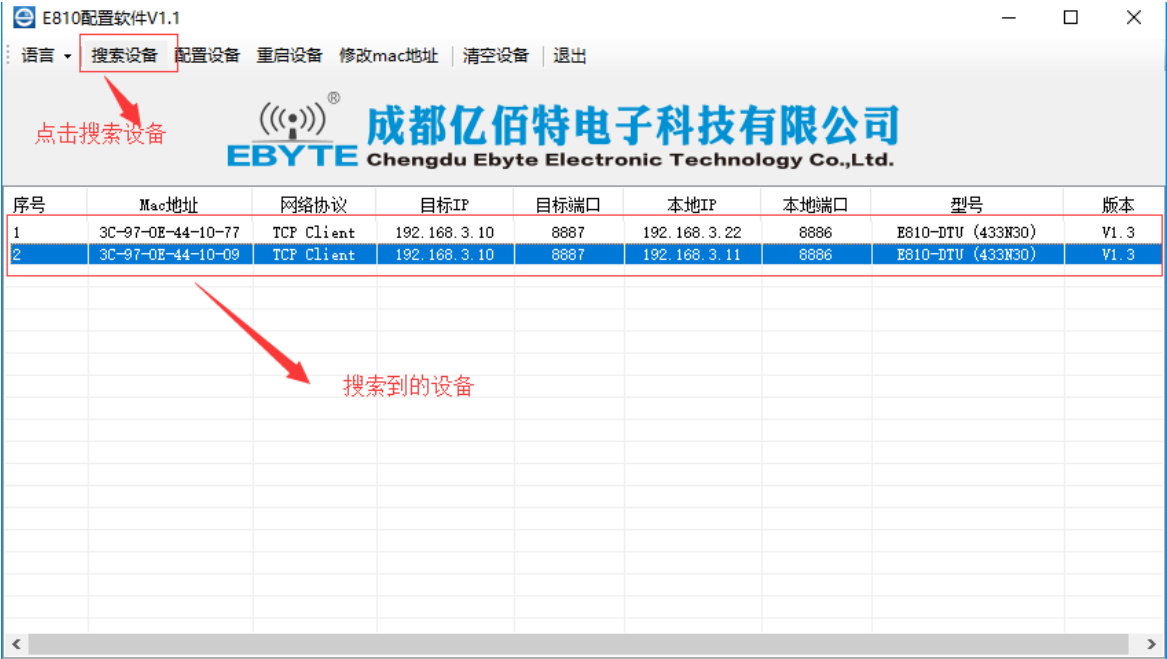 E810配置软件V1.1
语言 搜索设备 配置设备 重启设备 修改mac地址 清空设备 退出
点击搜索设备
®
EBYTE
成都亿佰特电子科技有限公司
Chengdu Ebyte Electronic Technology Co.,Ltd.
序号 Mac地址 网络协议 目标IP 目标端口 本地IP 本地端口 型号 版本
1 3C-97-0E-44-10-77 TCP Client 192.168.3.10 8887 192.168.3.22 8886 E810-DTU (433N30) V1.3
2 3C-97-0E-44-10-09 TCP Client 192.168.3.10 8887 192.168.3.11 8886 E810-DTU (433N30) V1.3
搜索到的设备